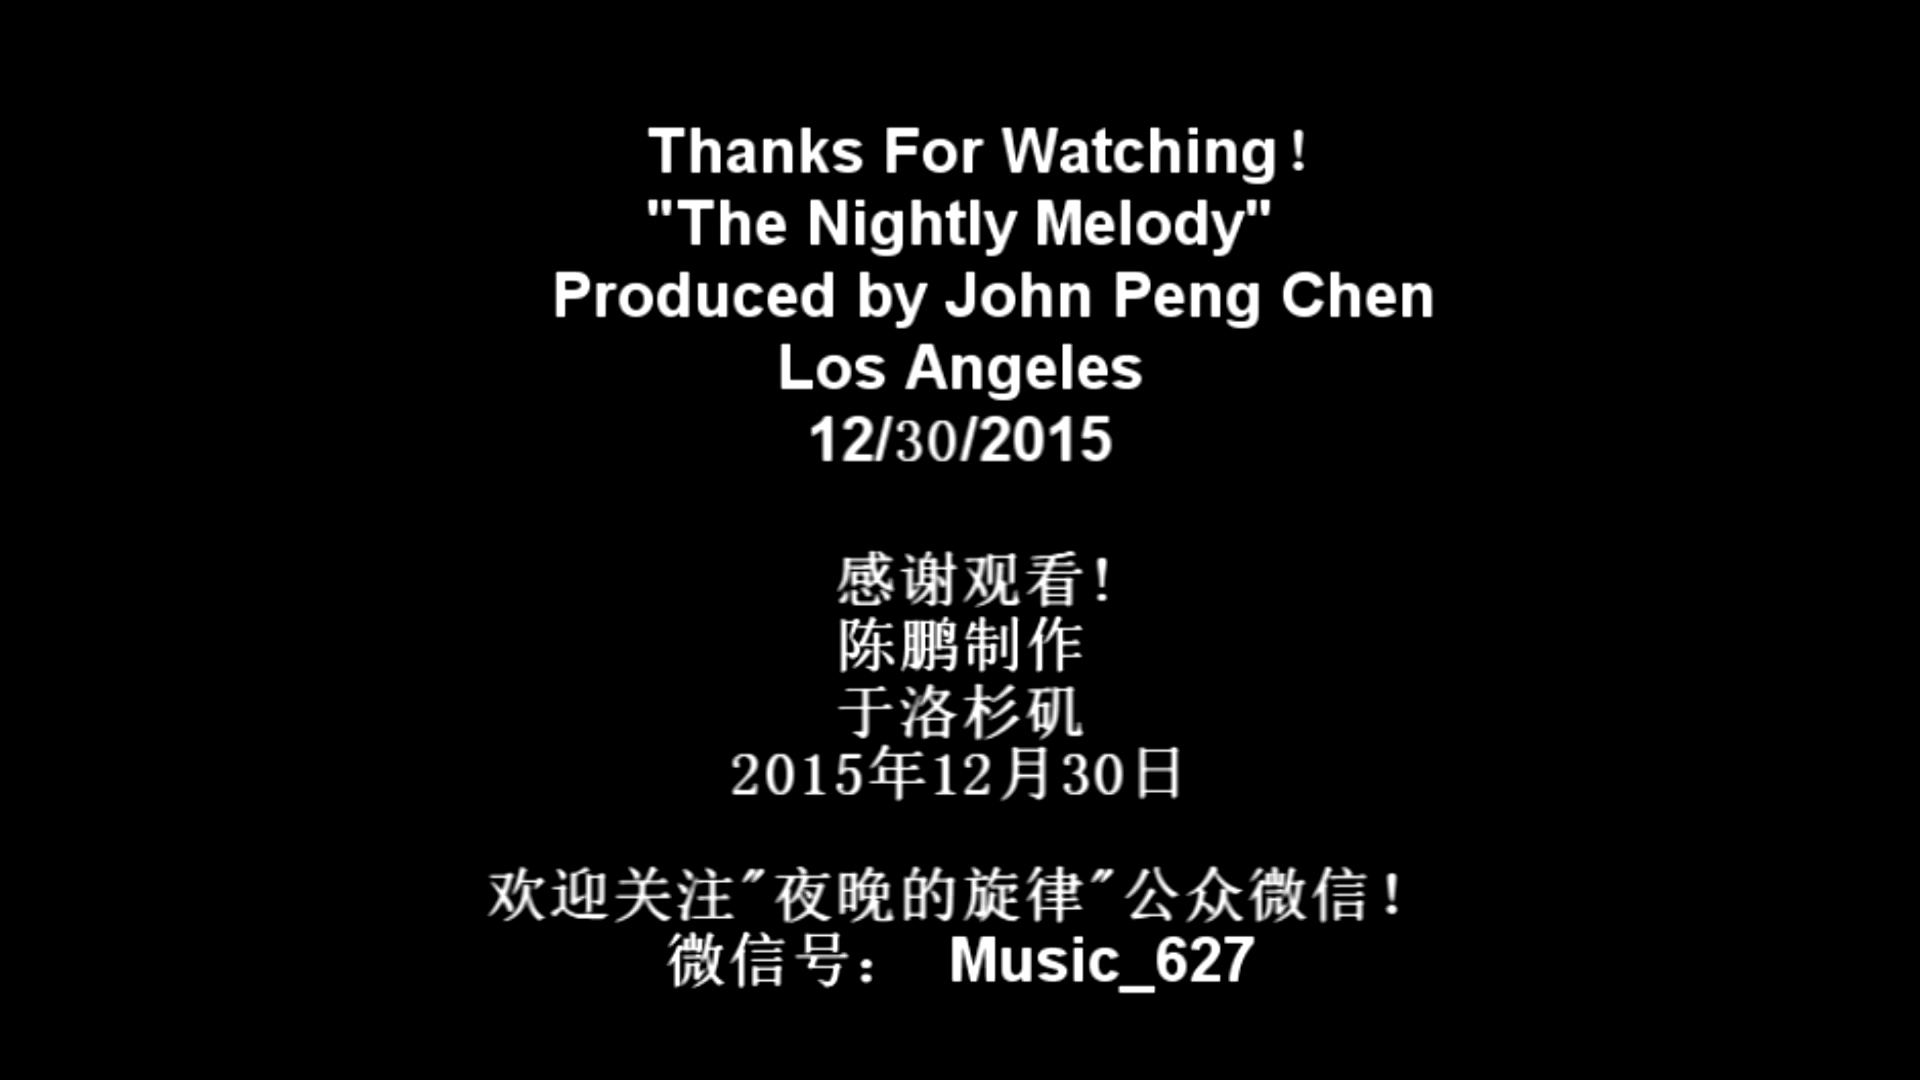 Thanks For Watching！
"The Nightly Melody"
Produced by John Peng Chen
Los Angeles
12/30/2015
感谢观看！
陈鹏制作
于洛杉矶
2015年12月30日
欢迎关注"夜晚的旋律"公众微信！
微信号： Music_627